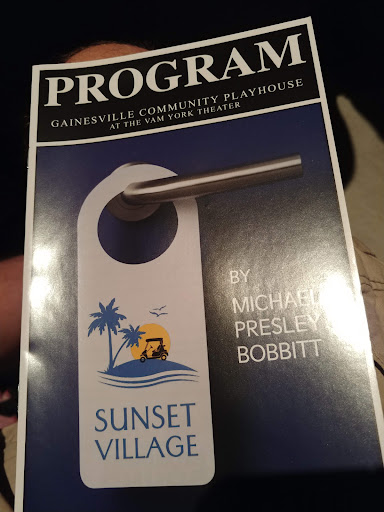 PROGRAM
GAINESVILLE COMMUNITY PLAYHOUSE
AT THE VAM YORK THEATER
BY
MICHAEL
PRESLEY
BOBBITT
SUNSET
VILLAGE